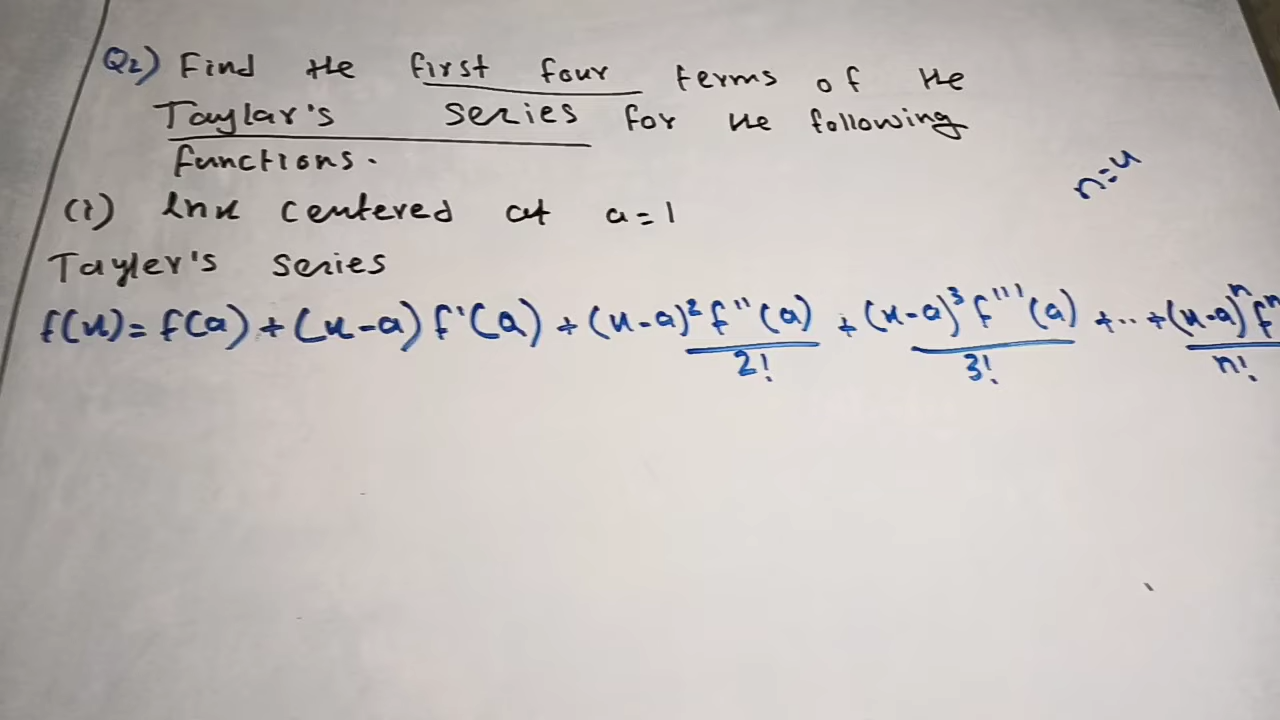 Q2) Find the first four terms of the
Taylar's series for the following
functions.
(i) lnx centered at a=1
n=4
Tayler's series
f(x)=f(a)+(x-a)f'(a)+(x-a)²f''(a)/2!+(x-a)³f'''(a)/3!+..+(x-a)ⁿfⁿ/n!